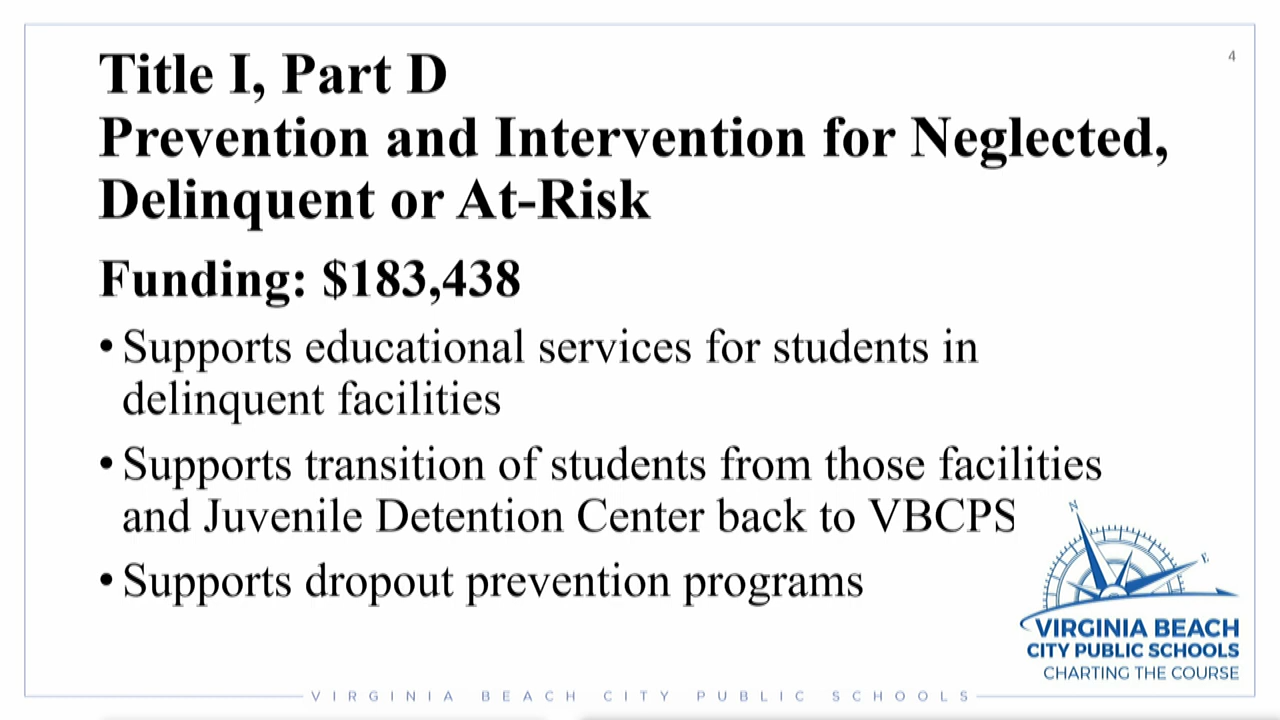 4
Title I, Part D
Prevention and Intervention for Neglected,
Delinquent or At-Risk
Funding: $183,438
• Supports educational services for students in
delinquent facilities
• Supports transition of students from those facilities
and Juvenile Detention Center back to VBCPS
• Supports dropout prevention programs
N
E
VIRGINIA BEACH
CITY PUBLIC SCHOOLS
CHARTING THE COURSE
VIRGINIA BEACH CITY PUBLIC SCHOOLS